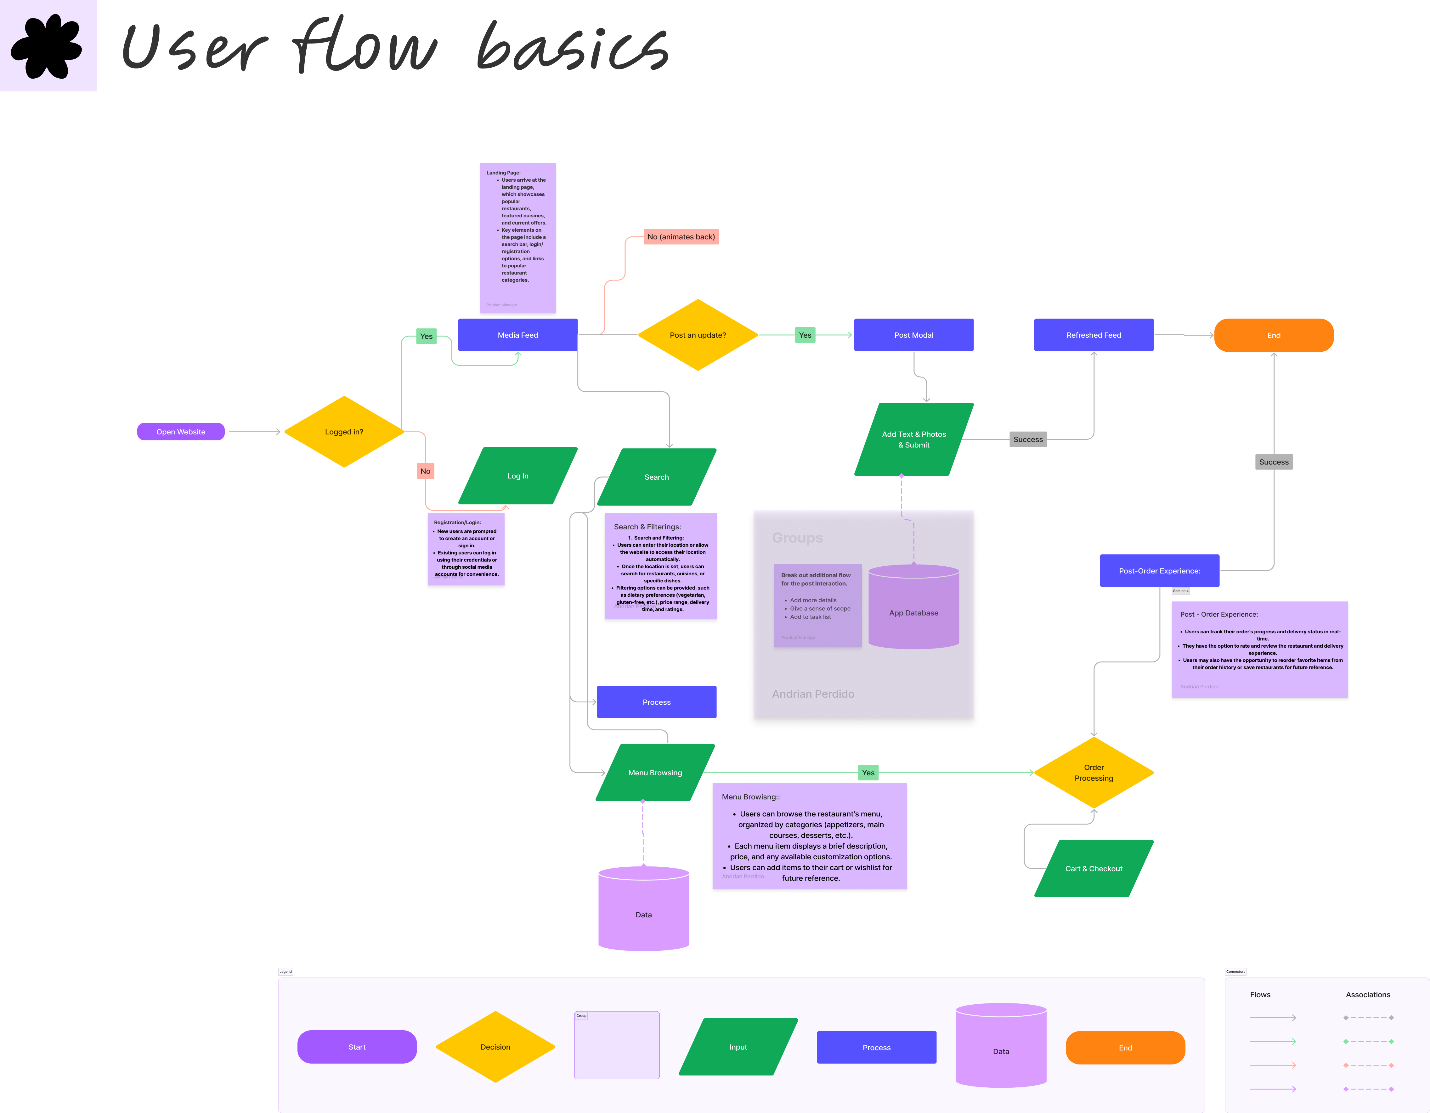 User flow basics
Landing Page:
• Users arrive at the
landing page,
which showcases
popular
restaurants,
featured cuisines,
and current offers.
• Key elements on
the page include a
search bar, login/
registration
options, and links
to popular
restaurant
categories.
No (animates back)
Yes
Media Feed
Post an update?
Yes
Post Modal
Refreshed Feed
End
Open Website
Logged in?
No
Log In
Search
Add Text & Photos
& Submit
Success
Success
Registration/Login:
• New users are prompted
to create an account or
sign in.
• Existing users can log in
using their credentials or
through social media
accounts for convenience.
Search & Filterings:
1. Search and Filtering:
• Users can enter their location or allow
the website to access their location
automatically.
• Once the location is set, users can
search for restaurants, cuisines, or
specific dishes.
• Filtering options can be provided, such
as dietary preferences (vegetarian,
gluten-free, etc.), price range, delivery
time, and ratings.
Groups
Break out additional flow
for the post interaction.
• Add more details
• Give a sense of scope
• Add to task list
App Database
Andrian Perdido
Post-Order Experience:
Post - Order Experience:
• Users can track their order's progress and delivery status in real-
time.
• They have the option to rate and review the restaurant and delivery
experience.
• Users may also have the opportunity to reorder favorite items from
their order history or save restaurants for future reference.
Andrian Perdido
Process
Menu Browsing
Yes
Order
Processing
Menu Browisng::
• Users can browse the restaurant's menu,
organized by categories (appetizers, main
courses, desserts, etc.).
• Each menu item displays a brief description,
price, and any available customization options.
• Users can add items to their cart or wishlist for
future reference.
Andrian Perdido
Cart & Checkout
Data
Legend
Start
Decision
Group
Input
Process
Data
End
Connectors
Flows
Associations